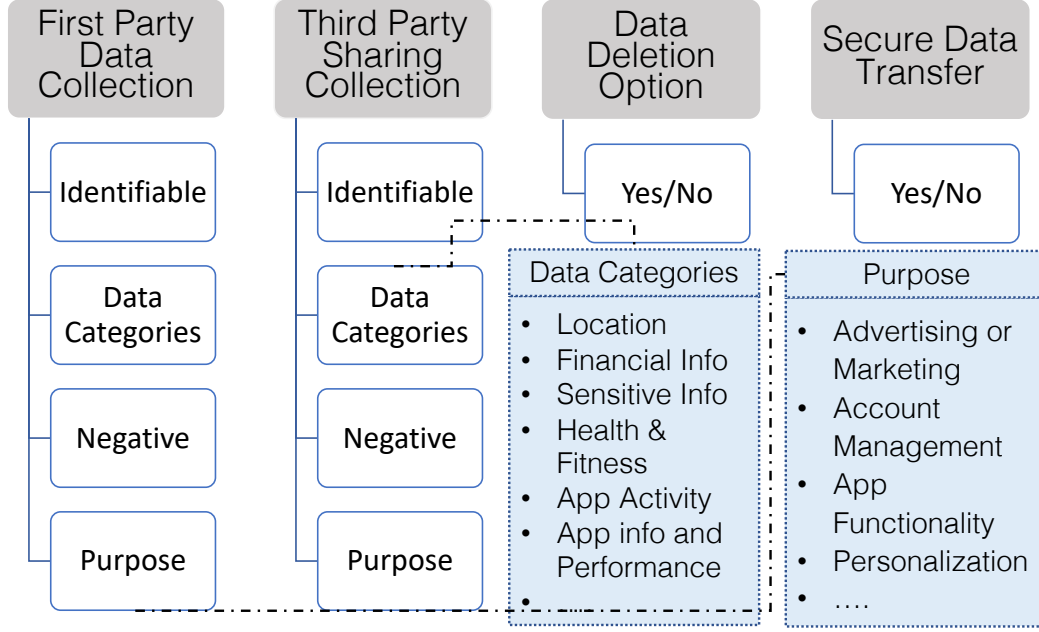 First Party
Data
Collection
Third Party
Sharing
Collection
Data
Deletion
Option
Secure Data
Transfer
Identifiable
Data
Categories
Negative
Purpose
Identifiable
Data
Categories
Negative
Purpose
Yes/No
Yes/No
Data Categories
• Location
• Financial Info
• Sensitive Info
• Health &
Fitness
• App Activity
• App info and
Performance
• ....
Purpose
• Advertising or
Marketing
• Account
Management
• App
Functionality
• Personalization
• ....